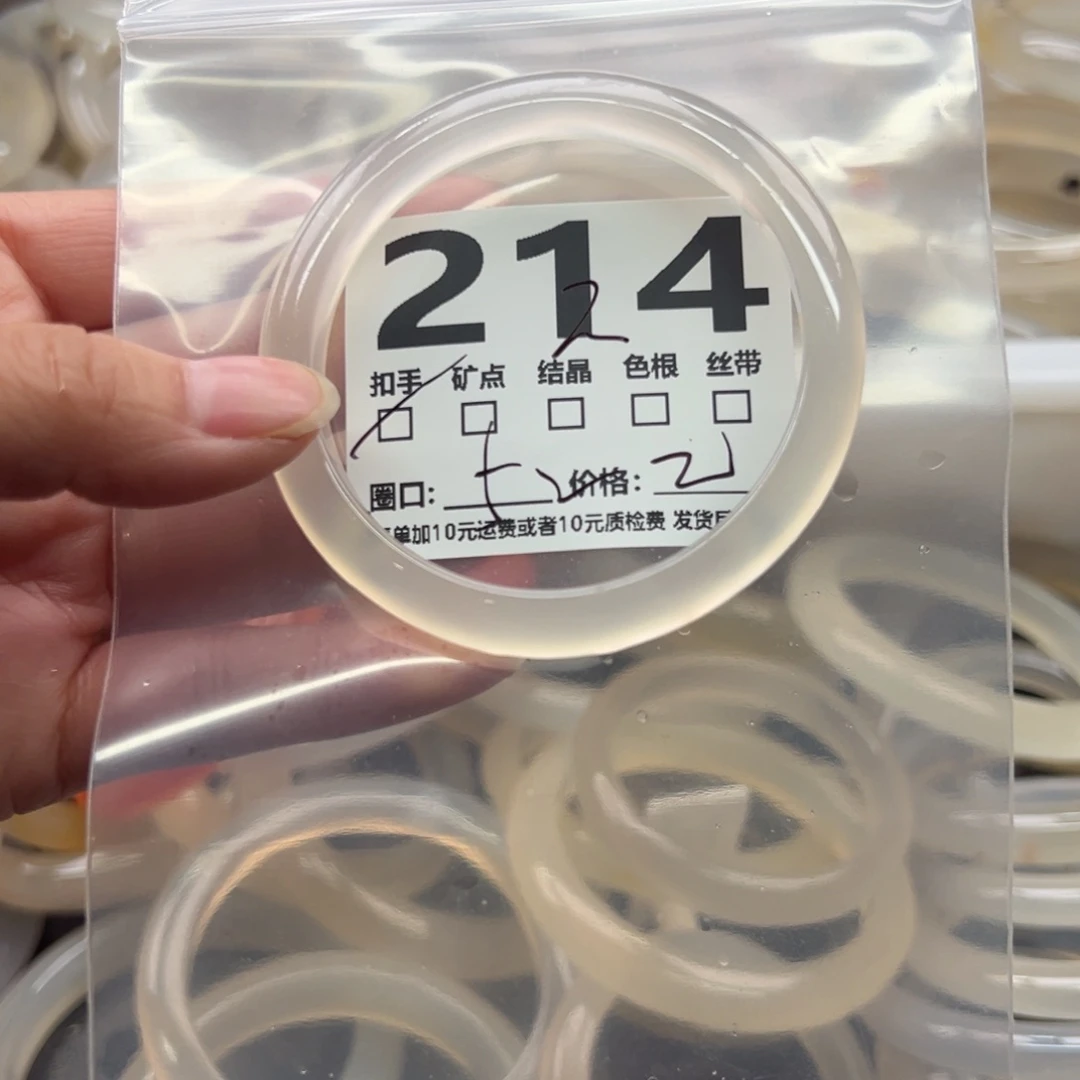 214
2
扣手 矿点 结晶 色根 丝带
圈口: 价格:
单加10元运费或者10元质检费 发货